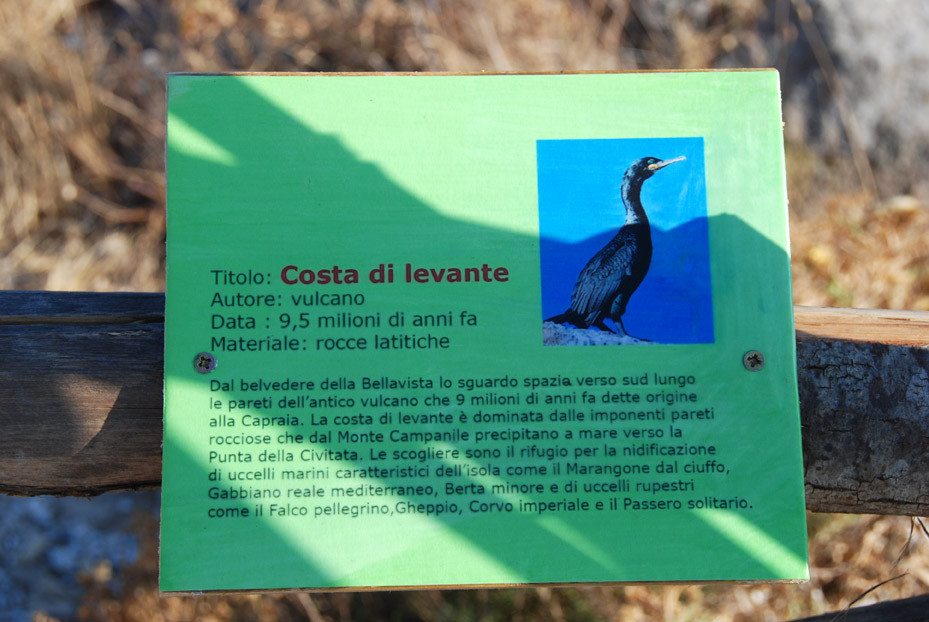 Titolo: Costa di levante
Autore: vulcano
Data : 9,5 milioni di anni fa
Materiale: rocce latitiche
Dal belvedere della Bellavista lo sguardo spazia verso sud lungo
le pareti dell'antico vulcano che 9 milioni di anni fa dette origine
alla Capraia. La costa di levante è dominata dalle imponenti pareti
rocciose che dal Monte Campanile precipitano a mare verso la
Punta della Civitata. Le scogliere sono il rifugio per la nidificazione
di uccelli marini caratteristici dell'isola come il Marangone dal ciuffo,
Gabbiano reale mediterraneo, Berta minore e di uccelli rupestri
come il Falco pellegrino,Gheppio, Corvo imperiale e il Passero solitario.